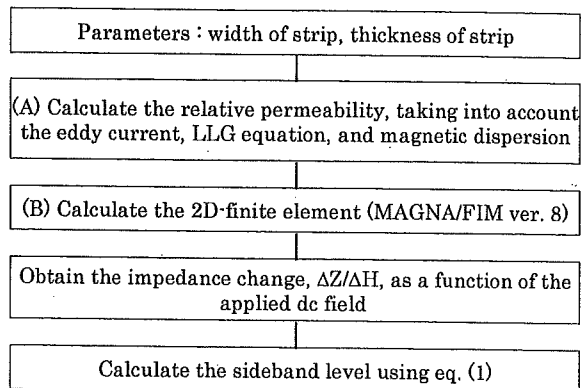 Parameters : width of strip, thickness of strip
(A) Calculate the relative permeability, taking into account
the eddy current, LLG equation, and magnetic dispersion
(B) Calculate the 2D-finite element (MAGNA/FIM ver. 8)
Obtain the impedance change, ΔZ/ΔH, as a function of the
applied dc field
Calculate the sideband level using eq. (1)